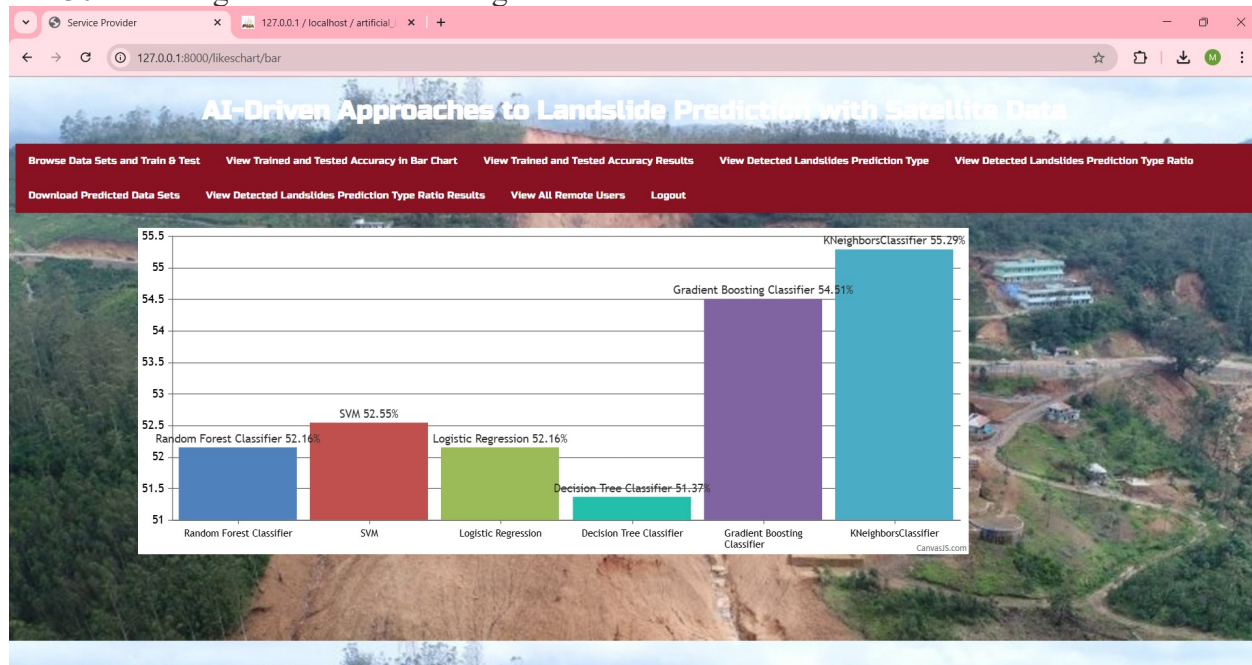 Service Provider
127.0.0.1 / localhost / artificial_
127.0.0.1:8000/likeschart/bar
M
AI-Driven Approaches to Landslide Prediction with Satellite Data
Browse Data Sets and Train & Test View Trained and Tested Accuracy in Bar Chart View Trained and Tested Accuracy Results View Detected Landslides Prediction Type View Detected Landslides Prediction Type Ratio
Download Predicted Data Sets View Detected Landslides Prediction Type Ratio Results View All Remote Users Logout
55.5
KNeighborsClassifier 55.29%
55
Gradient Boosting Classifier 54.51%
54.5
54
53.5
53
SVM 52.55%
52.5
Random Forest Classifier 52.16% Logistic Regression 52.16%
52
51.5
Decision Tree Classifier 51.37%
51
Random Forest Classifier SVM Logistic Regression Decision Tree Classifier Gradient Boosting Classifier KNeighborsClassifier
CanvasJS.com